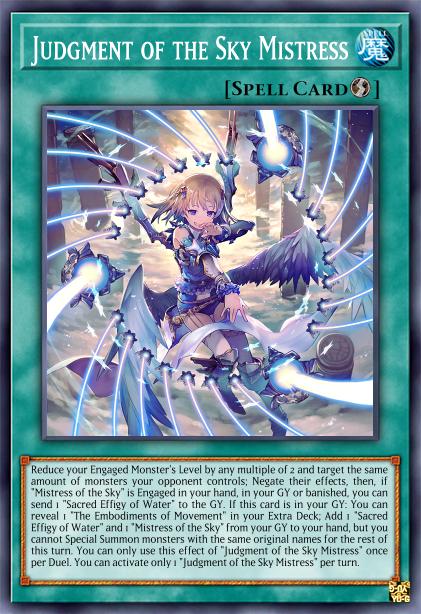 JUDGMENT OF THE SKY MISTRESS
SPELL
魔
[SPELL CARD ]
Reduce your Engaged Monster's Level by any multiple of 2 and target the same
amount of monsters your opponent controls; Negate their effects, then, if
"Mistress of the Sky" is Engaged in your hand, in your GY or banished, you can
send 1 "Sacred Effigy of Water" to the GY. If this card is in your GY: You can
reveal 1 "The Embodiments of Movement" in your Extra Deck; Add 1 "Sacred
Effigy of Water" and 1 "Mistress of the Sky" from your GY to your hand, but you
cannot Special Summon monsters with the same original names for the rest of
this turn. You can only use this effect of "Judgment of the Sky Mistress" once
per Duel. You can activate only 1 "Judgment of the Sky Mistress" per turn.